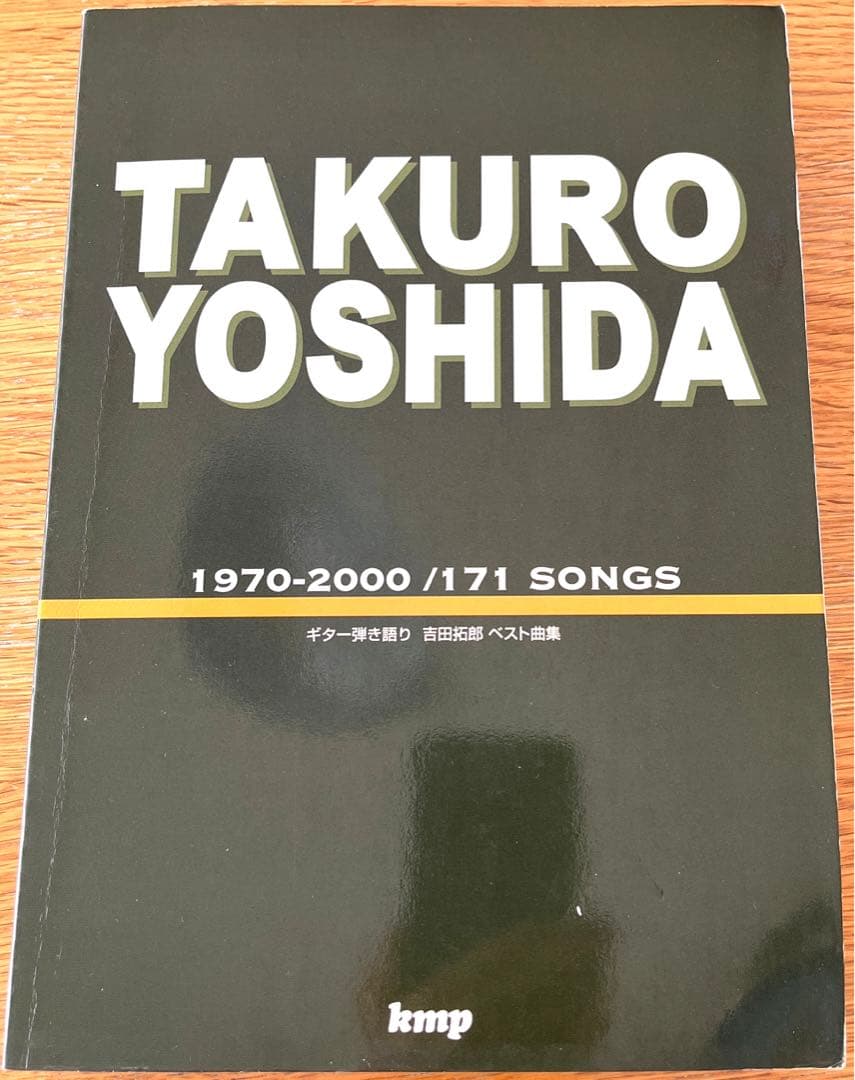 TAKURO
YOSHIDA
1970-2000 /171 SONGS
ギター弾き語り 吉田拓郎 ベスト曲集
kmp